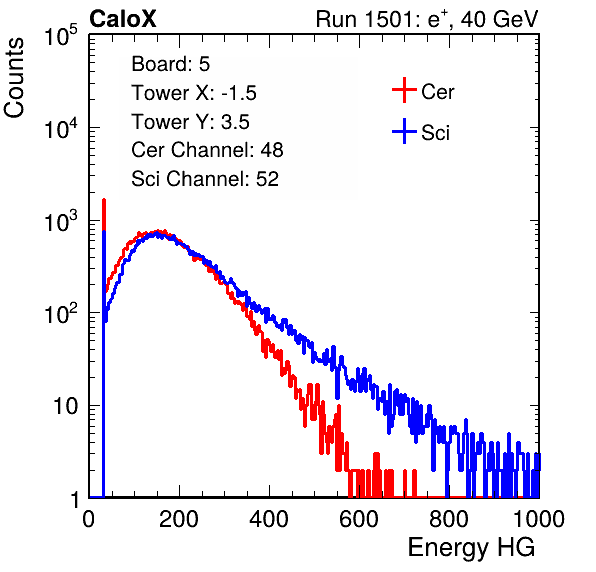 CaloX Run 1501: e⁺, 40 GeV
Counts
10⁵
10⁴
10³
10²
10
1
Board: 5
Tower X: -1.5
Tower Y: 3.5
Cer Channel: 48
Sci Channel: 52
Cer
Sci
0 200 400 600 800 1000
Energy HG